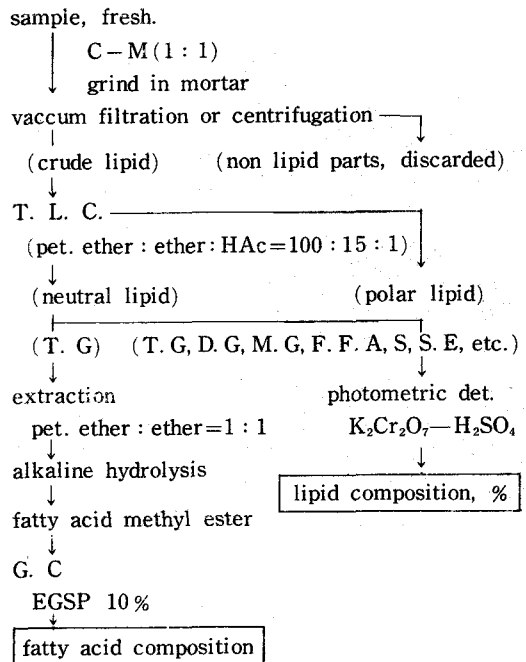 sample, fresh.
C－M(1 : 1)
grind in mortar
vaccum filtration or centrifugation
(crude lipid) (non lipid parts, discarded)
T. L. C.
(pet. ether : ether : HAc=100 : 15 : 1)
(neutral lipid) (polar lipid)
(T. G) (T. G, D. G, M. G, F. F. A, S, S. E, etc.)
extraction photometric det.
pet. ether : ether=1 : 1 K₂Cr₂O₇—H₂SO₄
alkaline hydrolysis
lipid composition, %
fatty acid methyl ester
G. C
EGSP 10%
fatty acid composition